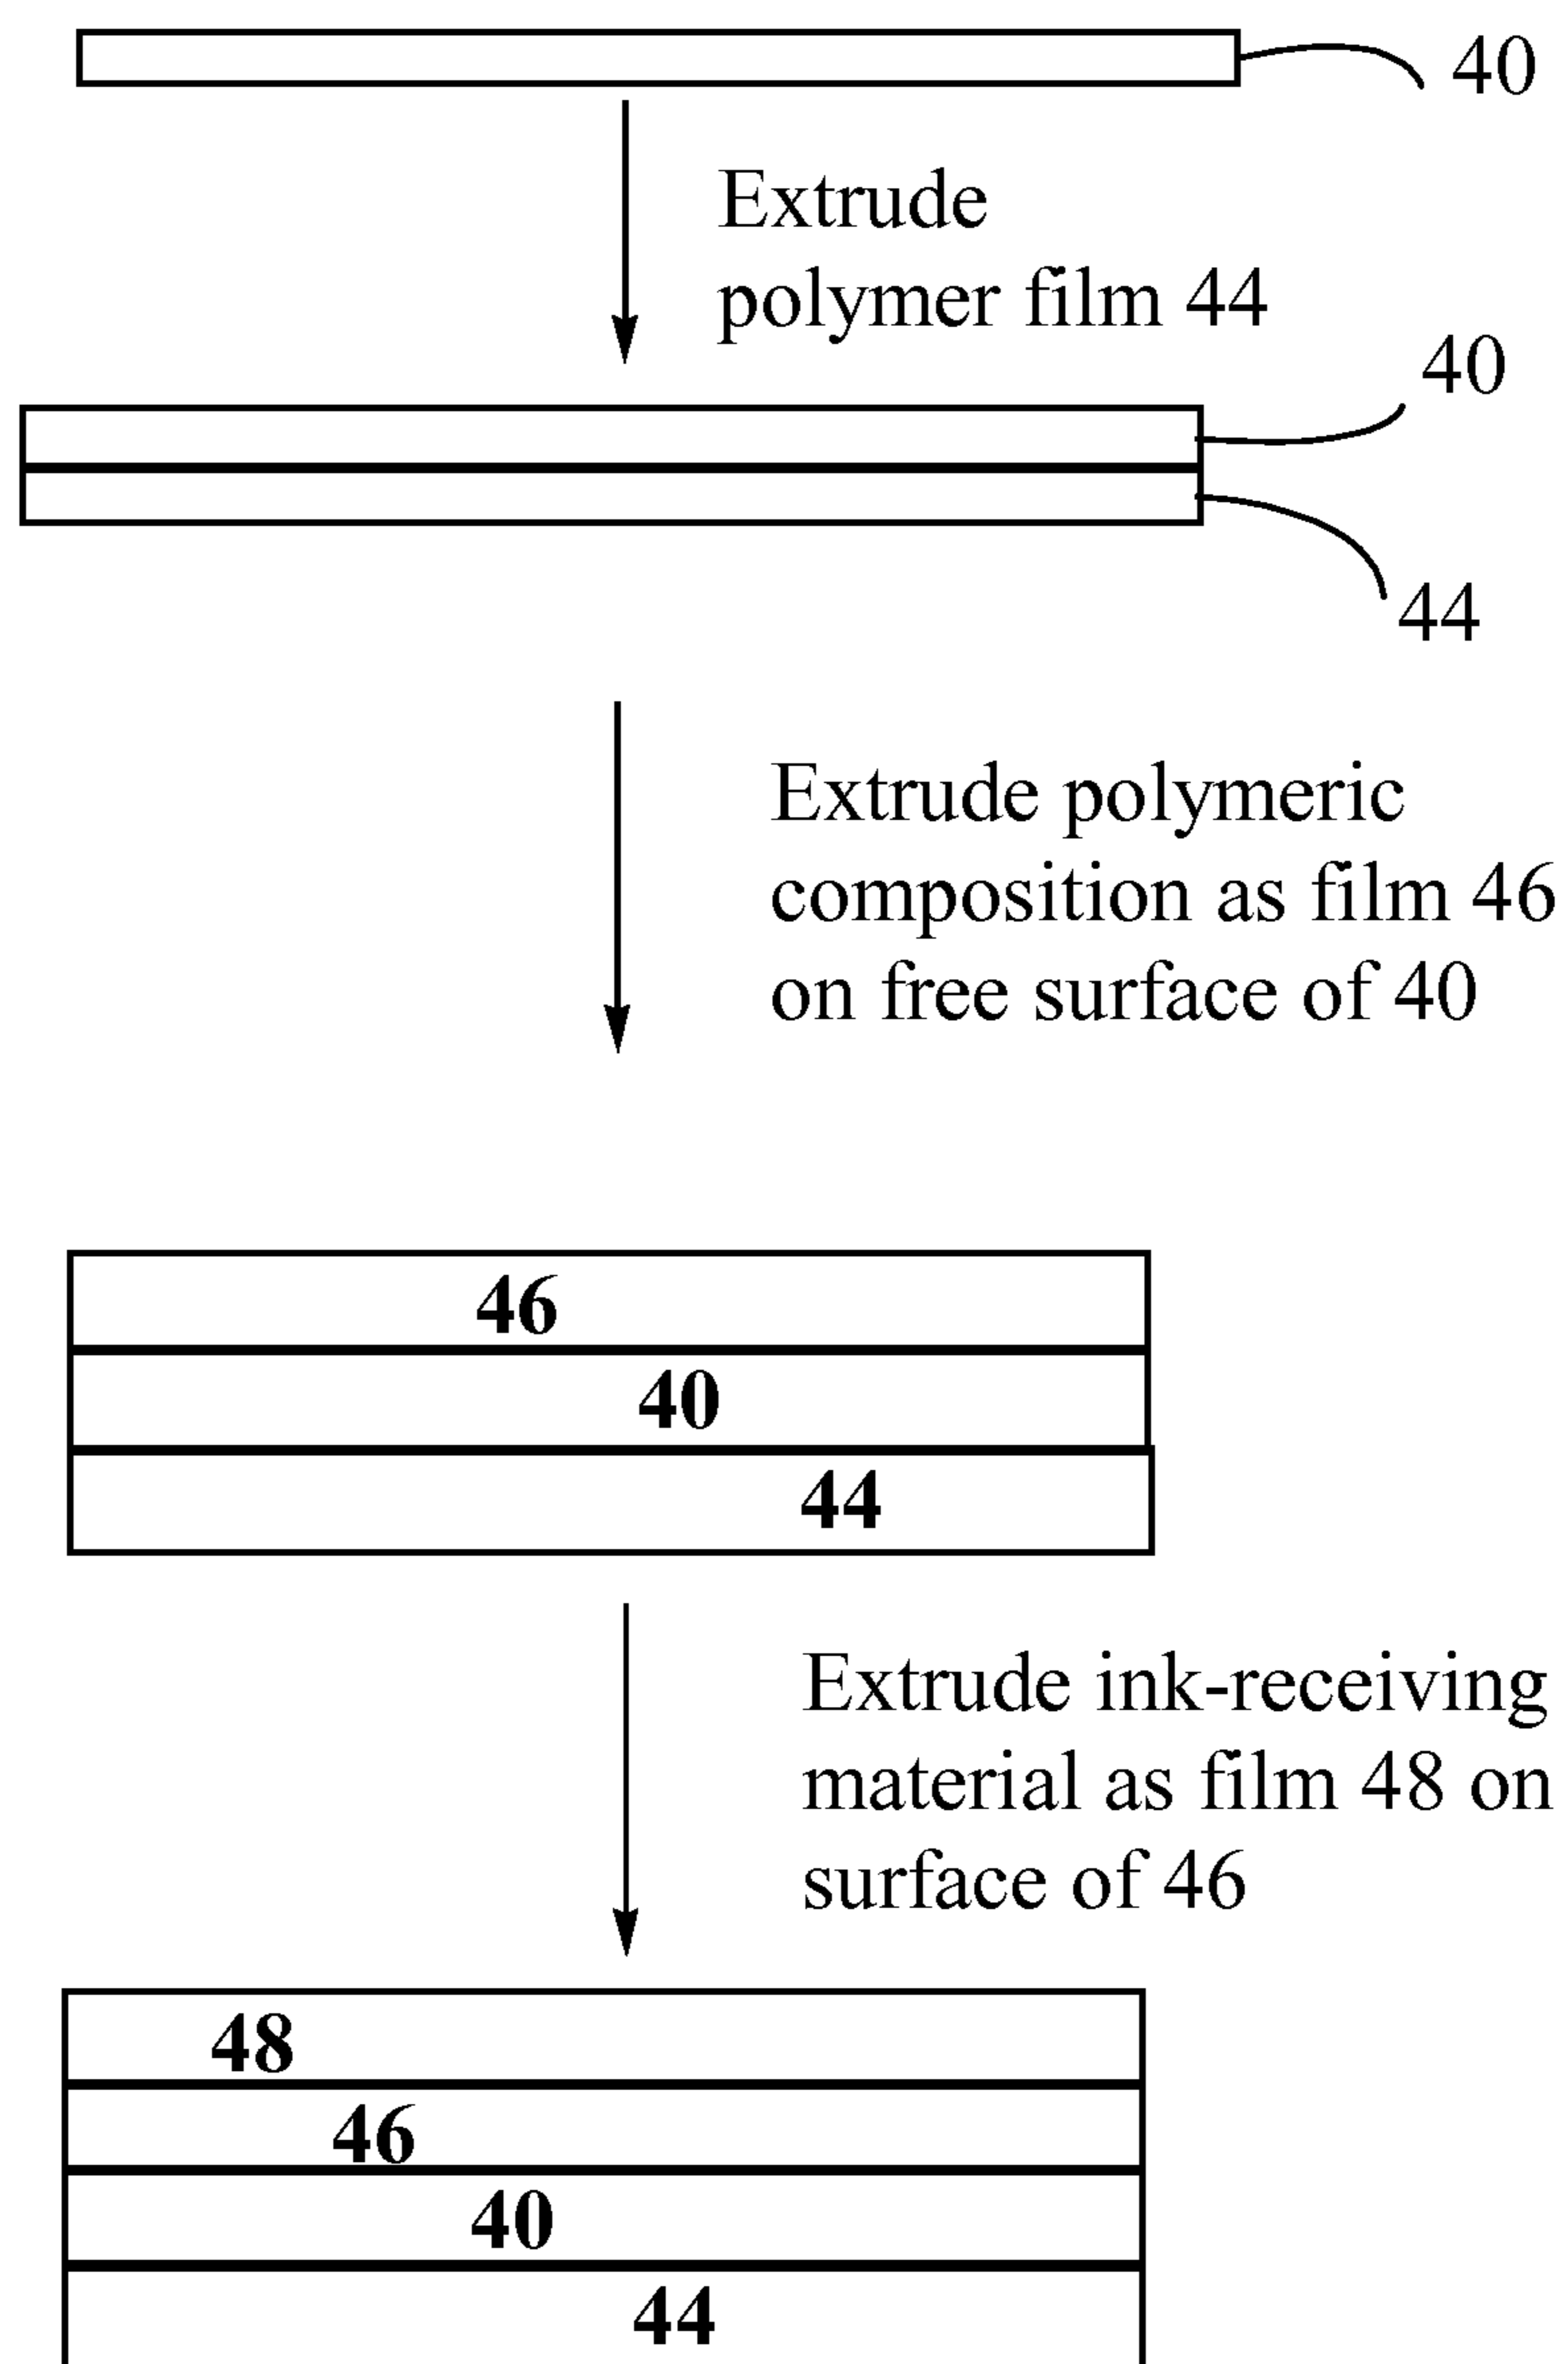 40
Extrude
polymer film 44
40
44
Extrude polymeric
composition as film 46
on free surface of 40
46
40
44
Extrude ink-receiving
material as film 48 on
surface of 46
48
46
40
44